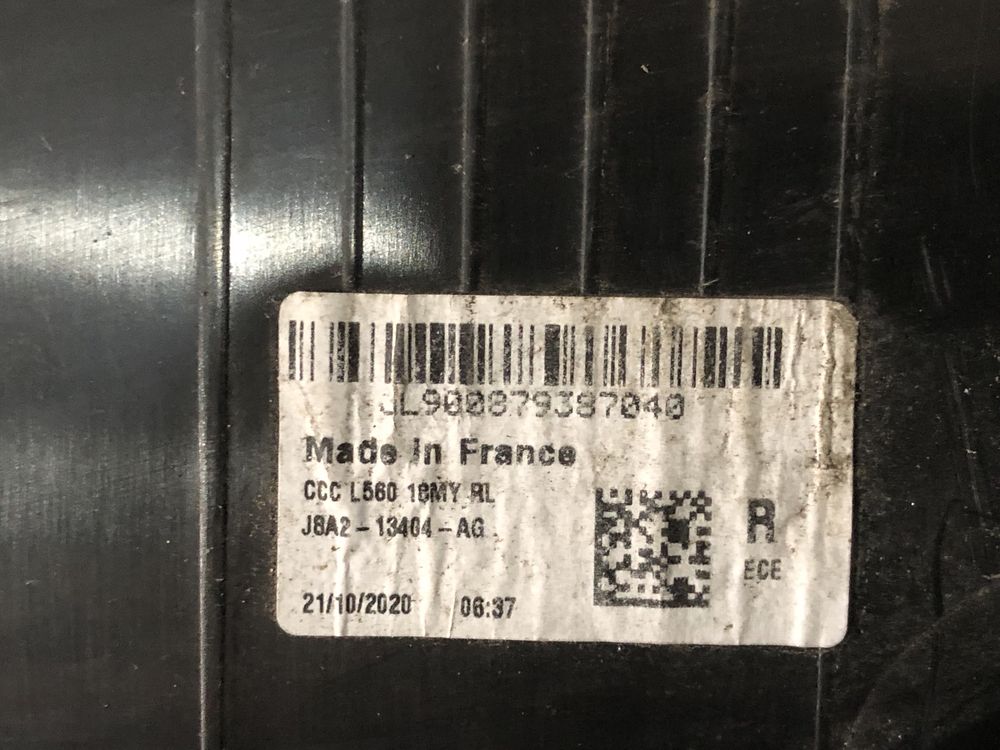 JL900879387040
Made in France
CCC L560 18MY RL
J8A2-13404-AG
R
ECE
21/10/2020 06:37